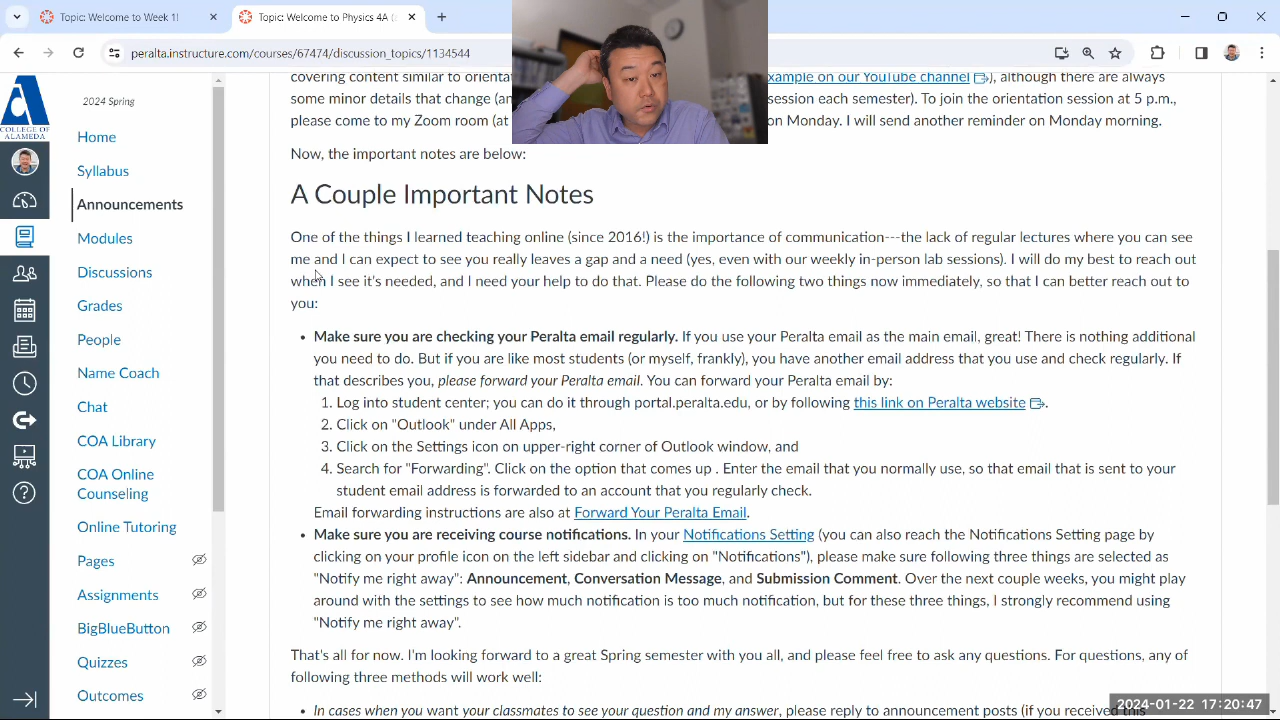 Topic: Welcome to College of Al
Topic: Welcome to Physics 4A (
peralta.instructure.com/courses/67474/discussion_topics/1134544
COLLEGE OF
ALAMEDA
2024 Spring
Home
Syllabus
Announcements
Modules
Discussions
Grades
People
Name Coach
Chat
COA Library
COA Online
Counseling
Online Tutoring
Pages
Assignments
BigBlueButton
Quizzes
Outcomes
covering content similar to orienta
xample on our YouTube channel), although there are always
some minor details that change (an
session each semester). To join the orientation session at 5 p.m.,
please come to my Zoom room (at
on Monday. I will send another reminder on Monday morning.
Now, the important notes are below:
A Couple Important Notes
One of the things I learned teaching online (since 2016!) is the importance of communication---the lack of regular lectures where you can see
me and I can expect to see you really leaves a gap and a need (yes, even with our weekly in-person lab sessions). I will do my best to reach out
when I see it's needed, and I need your help to do that. Please do the following two things now immediately, so that I can better reach out to
you:
• Make sure you are checking your Peralta email regularly. If you use your Peralta email as the main email, great! There is nothing additional
you need to do. But if you are like most students (or myself, frankly), you have another email address that you use and check regularly. If
that describes you, please forward your Peralta email. You can forward your Peralta email by:
1. Log into student center; you can do it through portal.peralta.edu, or by following this link on Peralta website.
2. Click on "Outlook" under All Apps,
3. Click on the Settings icon on upper-right corner of Outlook window, and
4. Search for "Forwarding". Click on the option that comes up . Enter the email that you normally use, so that email that is sent to your
student email address is forwarded to an account that you regularly check.
Email forwarding instructions are also at Forward Your Peralta Email.
• Make sure you are receiving course notifications. In your Notifications Setting (you can also reach the Notifications Setting page by
clicking on your profile icon on the left sidebar and clicking on "Notifications"), please make sure following three things are selected as
"Notify me right away": Announcement, Conversation Message, and Submission Comment. Over the next couple weeks, you might play
around with the settings to see how much notification is too much notification, but for these three things, I strongly recommend using
"Notify me right away".
That's all for now. I'm looking forward to a great Spring semester with you all, and please feel free to ask any questions. For questions, any of
following three methods will work well:
• In cases when you want your classmates to see your question and my answer, please reply to announcement posts (if you received this
2024-01-22 17:20:47